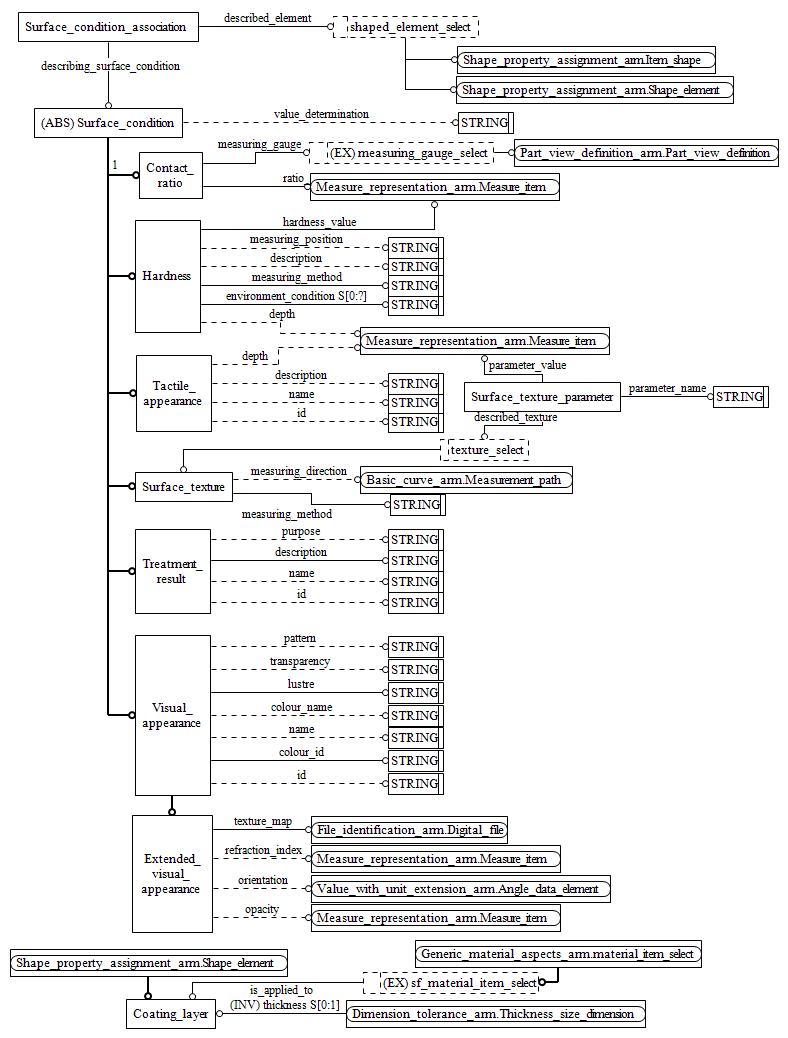 Surface_condition_association
described_element
shaped_element_select
Shape_property_assignment_arm.Item_shape
Shape_property_assignment_arm.Shape_element
describing_surface_condition
(ABS) Surface_condition
value_determination
STRING
1
Contact_
ratio
measuring_gauge
(EX) measuring_gauge_select
Part_view_definition_arm.Part_view_definition
ratio
Measure_representation_arm.Measure_item
Hardness
hardness_value
measuring_position
STRING
description
STRING
measuring_method
STRING
environment_condition S[0:?]
STRING
depth
Measure_representation_arm.Measure_item
Tactile_
appearance
depth
description
STRING
name
STRING
id
STRING
parameter_value
Surface_texture_parameter
parameter_name
STRING
described_texture
texture_select
Surface_texture
measuring_direction
Basic_curve_arm.Measurement_path
measuring_method
STRING
Treatment_
result
purpose
STRING
description
STRING
name
STRING
id
STRING
Visual_
appearance
pattern
STRING
transparency
STRING
lustre
STRING
colour_name
STRING
name
STRING
colour_id
STRING
id
STRING
Extended_
visual_
appearance
texture_map
File_identification_arm.Digital_file
refraction_index
Measure_representation_arm.Measure_item
orientation
Value_with_unit_extension_arm.Angle_data_element
opacity
Measure_representation_arm.Measure_item
Shape_property_assignment_arm.Shape_element
Generic_material_aspects_arm.material_item_select
is_applied_to
(EX) sf_material_item_select
Coating_layer
(INV) thickness S[0:1]
Dimension_tolerance_arm.Thickness_size_dimension